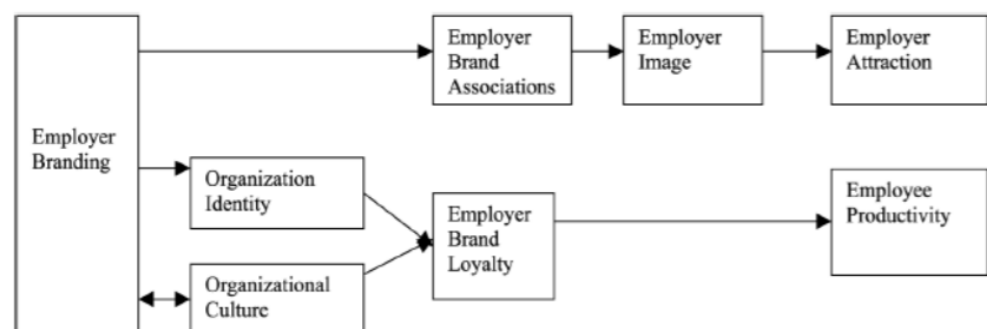 Employer
Branding
Employer
Brand
Associations
Employer
Image
Employer
Attraction
Organization
Identity
Organizational
Culture
Employer
Brand
Loyalty
Employee
Productivity